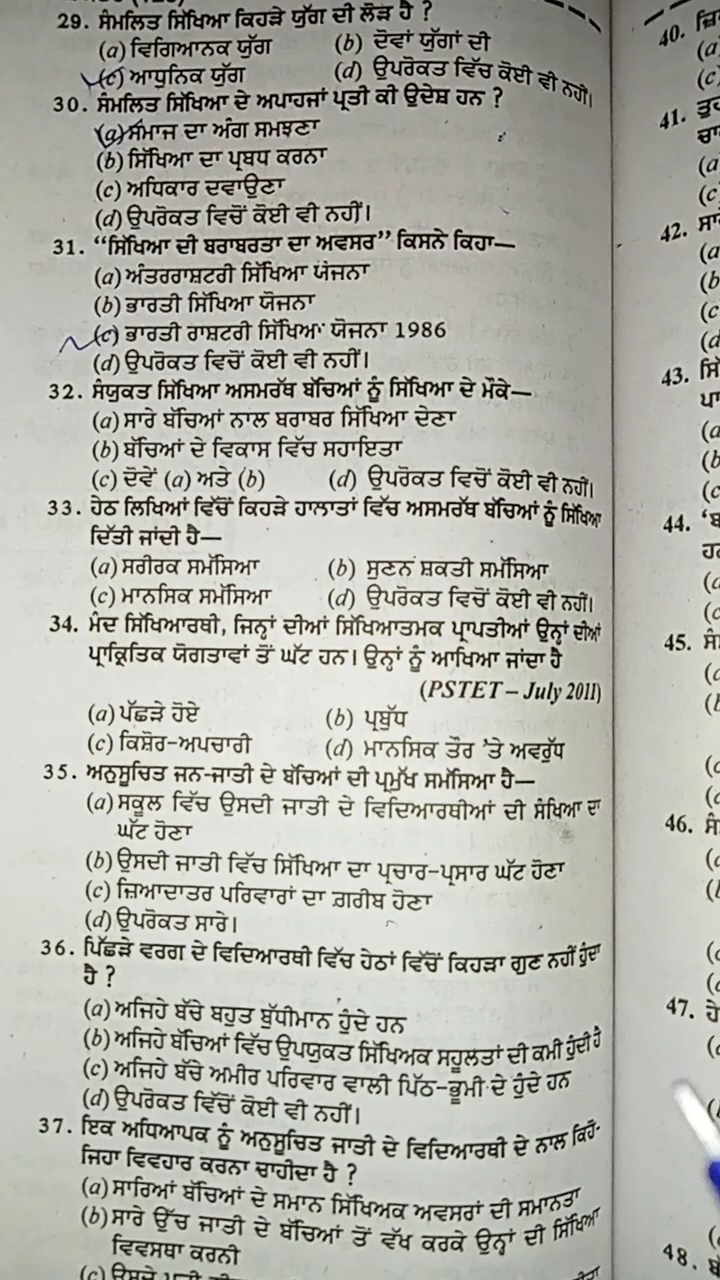 29. ਸੰਮਲਿਤ ਸਿੱਖਿਆ ਕਿਹੜੇ ਯੁੱਗ ਦੀ ਲੋੜ ਹੈ ?
(a) ਵਿਗਿਆਨਕ ਯੁੱਗ (b) ਦੋਵਾਂ ਯੁੱਗਾਂ ਦੀ
(c) ਆਧੁਨਿਕ ਯੁੱਗ (d) ਉਪਰੋਕਤ ਵਿੱਚ ਕੋਈ ਵੀ ਨਹੀਂ।
30. ਸੰਮਲਿਤ ਸਿੱਖਿਆ ਦੇ ਅਪਾਹਜਾਂ ਪ੍ਰਤੀ ਕੀ ਉਦੇਸ਼ ਹਨ ?
(a) ਸਮਾਜ ਦਾ ਅੰਗ ਸਮਝਣਾ
(b) ਸਿੱਖਿਆ ਦਾ ਪ੍ਰਬਧ ਕਰਨਾ
(c) ਅਧਿਕਾਰ ਦਵਾਉਣਾ
(d) ਉਪਰੋਕਤ ਵਿਚੋਂ ਕੋਈ ਵੀ ਨਹੀਂ।
31. “ਸਿੱਖਿਆ ਦੀ ਬਰਾਬਰਤਾ ਦਾ ਅਵਸਰ” ਕਿਸਨੇ ਕਿਹਾ—
(a) ਅੰਤਰਰਾਸ਼ਟਰੀ ਸਿੱਖਿਆ ਯੋਜਨਾ
(b) ਭਾਰਤੀ ਸਿੱਖਿਆ ਯੋਜਨਾ
(c) ਭਾਰਤੀ ਰਾਸ਼ਟਰੀ ਸਿੱਖਿਆ ਯੋਜਨਾ 1986
(d) ਉਪਰੋਕਤ ਵਿਚੋਂ ਕੋਈ ਵੀ ਨਹੀਂ।
32. ਸੰਯੁਕਤ ਸਿੱਖਿਆ ਅਸਮਰੱਥ ਬੱਚਿਆਂ ਨੂੰ ਸਿੱਖਿਆ ਦੇ ਮੌਕੇ—
(a) ਸਾਰੇ ਬੱਚਿਆਂ ਨਾਲ ਬਰਾਬਰ ਸਿੱਖਿਆ ਦੇਣਾ
(b) ਬੱਚਿਆਂ ਦੇ ਵਿਕਾਸ ਵਿੱਚ ਸਹਾਇਤਾ
(c) ਦੋਵੇਂ (a) ਅਤੇ (b) (d) ਉਪਰੋਕਤ ਵਿਚੋਂ ਕੋਈ ਵੀ ਨਹੀਂ।
33. ਹੇਠ ਲਿਖਿਆਂ ਵਿੱਚੋਂ ਕਿਹੜੇ ਹਾਲਾਤਾਂ ਵਿੱਚ ਅਸਮਰੱਥ ਬੱਚਿਆਂ ਨੂੰ ਸਿੱਖਿਆ
ਦਿੱਤੀ ਜਾਂਦੀ ਹੈ—
(a) ਸਰੀਰਕ ਸਮੱਸਿਆ (b) ਸੁਣਨ ਸ਼ਕਤੀ ਸਮੱਸਿਆ
(c) ਮਾਨਸਿਕ ਸਮੱਸਿਆ (d) ਉਪਰੋਕਤ ਵਿਚੋਂ ਕੋਈ ਵੀ ਨਹੀਂ।
34. ਮੰਦ ਸਿੱਖਿਆਰਥੀ, ਜਿਨ੍ਹਾਂ ਦੀਆਂ ਸਿੱਖਿਆਤਮਕ ਪ੍ਰਾਪਤੀਆਂ ਉਨ੍ਹਾਂ ਦੀਆਂ
ਪ੍ਰਾਕ੍ਰਿਤਿਕ ਯੋਗਤਾਵਾਂ ਤੋਂ ਘੱਟ ਹਨ। ਉਨ੍ਹਾਂ ਨੂੰ ਆਖਿਆ ਜਾਂਦਾ ਹੈ
(PSTET – July 2011)
(a) ਪੱਛੜੇ ਹੋਏ (b) ਪ੍ਰਬੁੱਧ
(c) ਕਿਸ਼ੋਰ-ਅਪਚਾਰੀ (d) ਮਾਨਸਿਕ ਤੌਰ 'ਤੇ ਅਵਰੁੱਧ
35. ਅਨੁਸੂਚਿਤ ਜਨ-ਜਾਤੀ ਦੇ ਬੱਚਿਆਂ ਦੀ ਪ੍ਰਮੁੱਖ ਸਮੱਸਿਆ ਹੈ—
(a) ਸਕੂਲ ਵਿੱਚ ਉਸਦੀ ਜਾਤੀ ਦੇ ਵਿਦਿਆਰਥੀਆਂ ਦੀ ਸੰਖਿਆ ਦਾ
ਘੱਟ ਹੋਣਾ
(b) ਉਸਦੀ ਜਾਤੀ ਵਿੱਚ ਸਿੱਖਿਆ ਦਾ ਪ੍ਰਚਾਰ-ਪ੍ਰਸਾਰ ਘੱਟ ਹੋਣਾ
(c) ਜ਼ਿਆਦਾਤਰ ਪਰਿਵਾਰਾਂ ਦਾ ਗ਼ਰੀਬ ਹੋਣਾ
(d) ਉਪਰੋਕਤ ਸਾਰੇ।
36. ਪਿੱਛੜੇ ਵਰਗ ਦੇ ਵਿਦਿਆਰਥੀ ਵਿੱਚ ਹੇਠਾਂ ਵਿੱਚੋਂ ਕਿਹੜਾ ਗੁਣ ਨਹੀਂ ਹੁੰਦਾ
ਹੈ ?
(a) ਅਜਿਹੇ ਬੱਚੇ ਬਹੁਤ ਬੁੱਧੀਮਾਨ ਹੁੰਦੇ ਹਨ
(b) ਅਜਿਹੇ ਬੱਚਿਆਂ ਵਿੱਚ ਉਪਯੁਕਤ ਸਿੱਖਿਅਕ ਸਹੂਲਤਾਂ ਦੀ ਕਮੀ ਹੁੰਦੀ ਹੈ
(c) ਅਜਿਹੇ ਬੱਚੇ ਅਮੀਰ ਪਰਿਵਾਰ ਵਾਲੀ ਪਿੱਠ-ਭੂਮੀ ਦੇ ਹੁੰਦੇ ਹਨ
(d) ਉਪਰੋਕਤ ਵਿੱਚੋਂ ਕੋਈ ਵੀ ਨਹੀਂ।
37. ਇਕ ਅਧਿਆਪਕ ਨੂੰ ਅਨੁਸੂਚਿਤ ਜਾਤੀ ਦੇ ਵਿਦਿਆਰਥੀ ਦੇ ਨਾਲ ਕਿਹੋ-
ਜਿਹਾ ਵਿਵਹਾਰ ਕਰਨਾ ਚਾਹੀਦਾ ਹੈ ?
(a) ਸਾਰਿਆਂ ਬੱਚਿਆਂ ਦੇ ਸਮਾਨ ਸਿੱਖਿਅਕ ਅਵਸਰਾਂ ਦੀ ਸਮਾਨਤਾ
(b) ਸਾਰੇ ਉੱਚ ਜਾਤੀ ਦੇ ਬੱਚਿਆਂ ਤੋਂ ਵੱਖ ਕਰਕੇ ਉਨ੍ਹਾਂ ਦੀ ਸਿੱਖਿਆ
ਵਿਵਸਥਾ ਕਰਨੀ
(c) ਉਸਦੇ
40.
(a
(c
41.
(a
(c
42.
(a
(b
(c
(d
43.
(a
(b
(c
44.
45.
46.
47.
48.